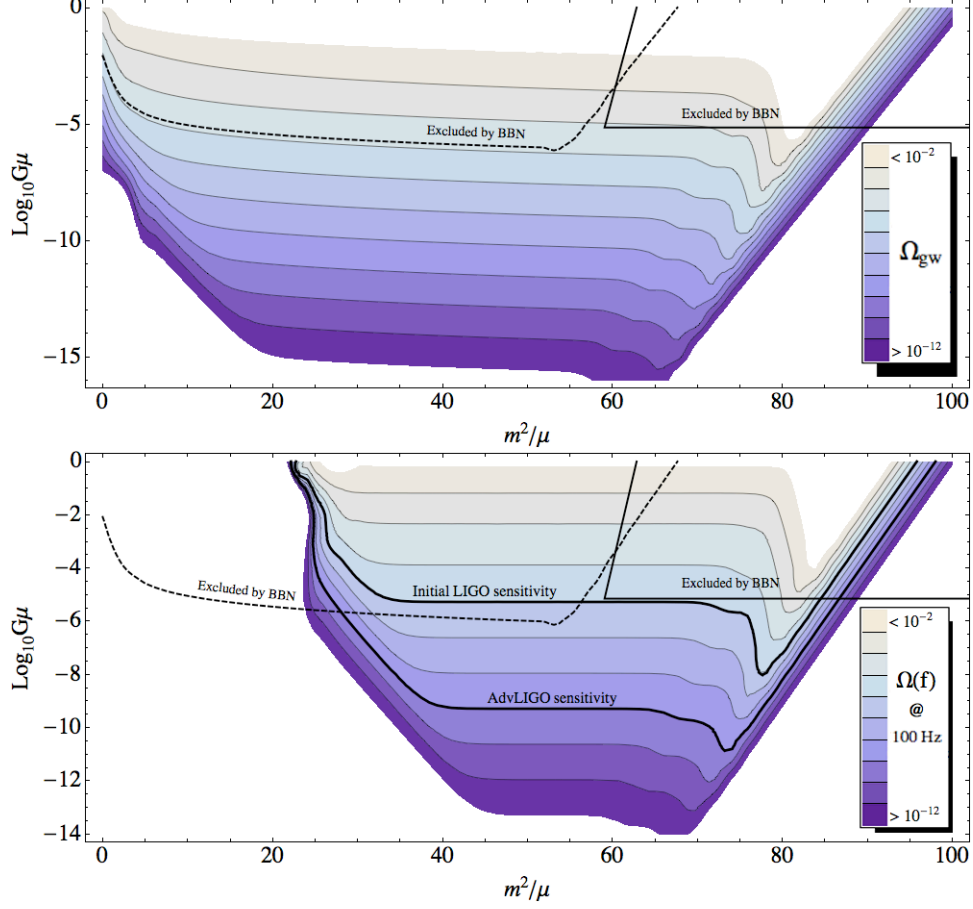 0
−5
−10
−15
Log₁₀Gμ
Excluded by BBN
Excluded by BBN
< 10⁻²
Ω_gw
> 10⁻¹²
0 20 40 60 80 100
m²/μ
0
−2
−4
−6
−8
−10
−12
−14
Log₁₀Gμ
Excluded by BBN
Initial LIGO sensitivity
Excluded by BBN
AdvLIGO sensitivity
< 10⁻²
Ω(f)
@
100 Hz
> 10⁻¹²
0 20 40 60 80 100
m²/μ